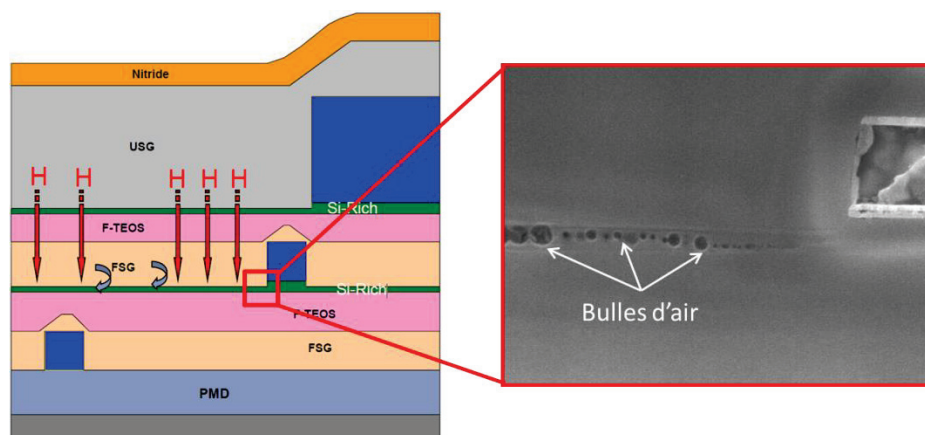 Nitride
USG
H H H H H
Si-Rich
F-TEOS
FSG
Si-Rich
F-TEOS
FSG
PMD
Bulles d'air